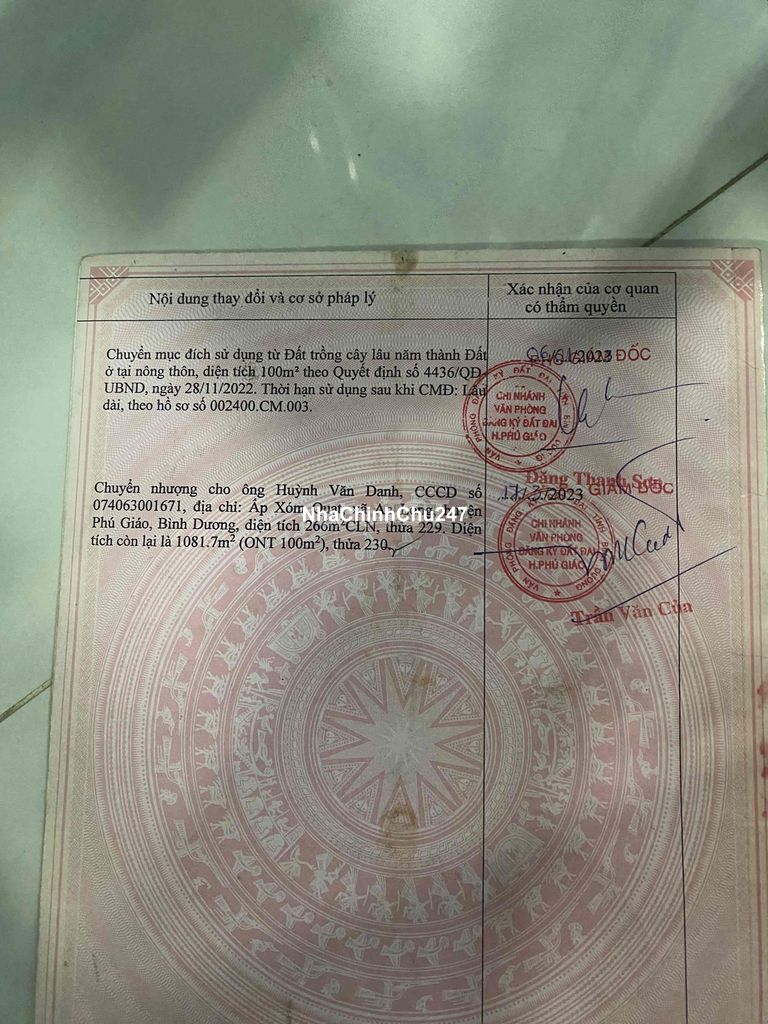 Nội dung thay đổi và cơ sở pháp lý
Xác nhận của cơ quan
có thẩm quyền
Chuyển mục đích sử dụng từ Đất trồng cây lâu năm thành Đất
ở tại nông thôn, diện tích 100m² theo Quyết định số 4436/QĐ-
UBND, ngày 28/11/2022. Thời hạn sử dụng sau khi CMĐ: Lâu
dài, theo hồ sơ số 002400.CM.003.
/2023
GIÁM ĐỐC
CHI NHÁNH
VĂN PHÒNG
ĐĂNG KÝ ĐẤT ĐAI
H.PHÚ GIÁO
Đặng Thanh Sơn
Chuyển nhượng cho ông Huỳnh Văn Danh, CCCD số
074063001671, địa chỉ: Ấp Xóm
Phú Giáo, Bình Dương, diện tích 266m²CLN, thửa 229. Diện
tích còn lại là 1081.7m² (ONT 100m²), thửa 230.
NhaChinhChu247
/2023 GIÁM ĐỐC
CHI NHÁNH
VĂN PHÒNG
ĐĂNG KÝ ĐẤT ĐAI
H.PHÚ GIÁO
Trần Văn Của